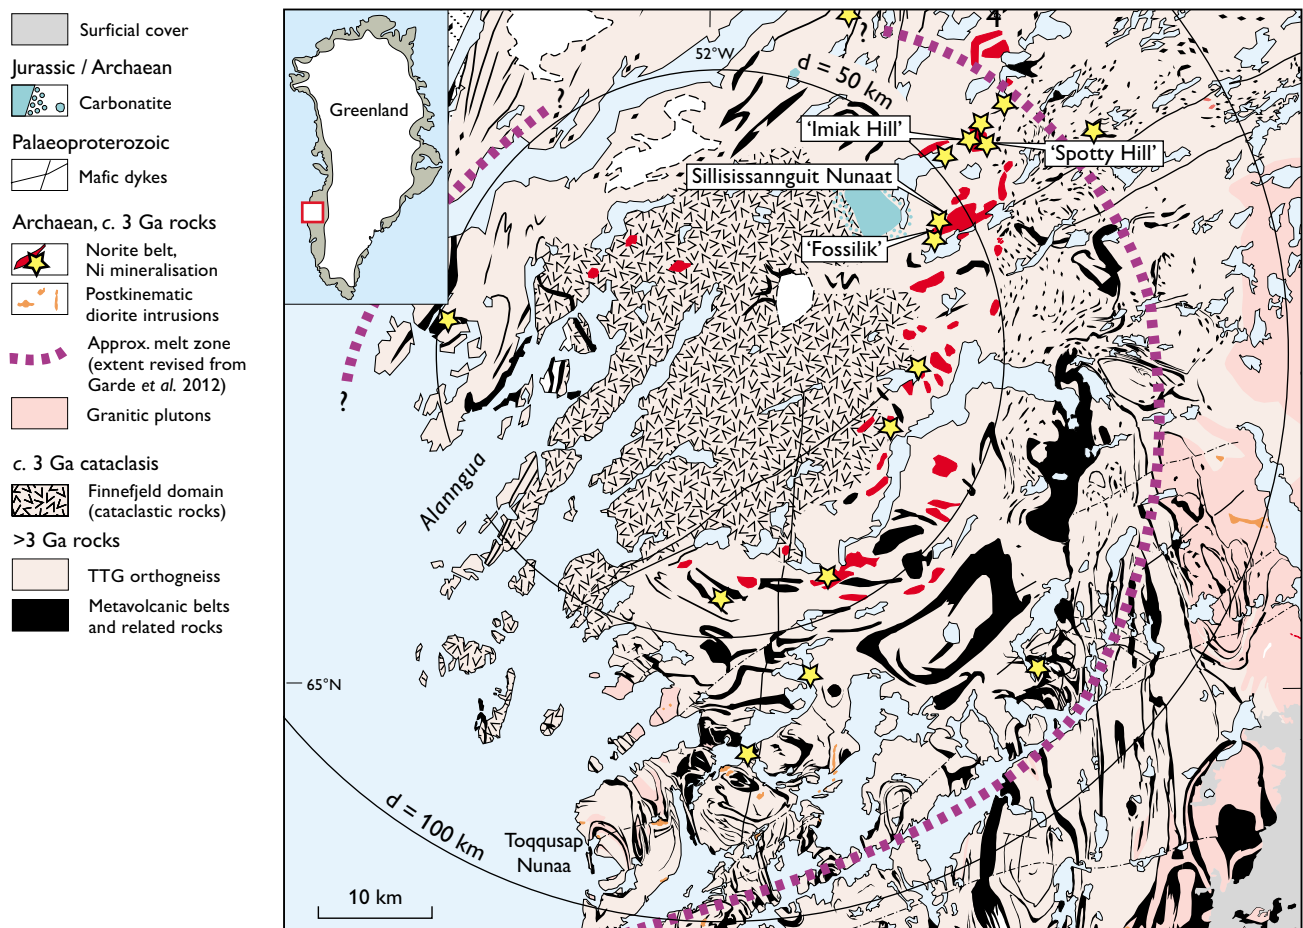 Surficial cover
Jurassic / Archaean
Carbonatite
Palaeoproterozoic
Mafic dykes
Archaean, c. 3 Ga rocks
Norite belt,
Ni mineralisation
Postkinematic
diorite intrusions
Approx. melt zone
(extent revised from
Garde et al. 2012)
Granitic plutons
c. 3 Ga cataclasis
Finnefjeld domain
(cataclastic rocks)
>3 Ga rocks
TTG orthogneiss
Metavolcanic belts
and related rocks
Greenland
52°W
?
?
?
d = 50 km
'Imiak Hill'
'Spotty Hill'
Sillisissannguit Nunaat
'Fossilik'
Alanngua
65°N
d = 100 km
Toqqusap
Nunaa
10 km